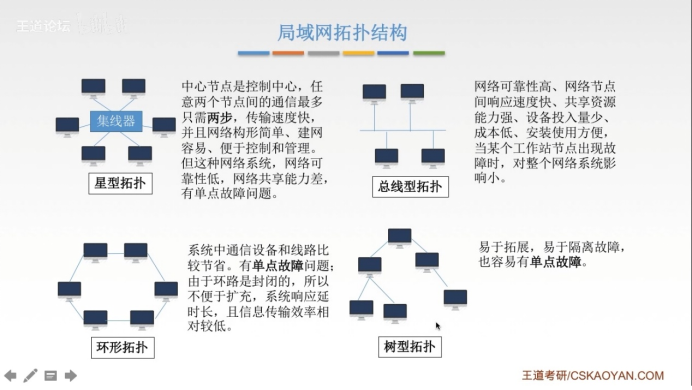 王道论坛
局域网拓扑结构
集线器
星型拓扑
中心节点是控制中心，任
意两个节点间的通信最多
只需两步，传输速度快，
并且网络构形简单、建网
容易、便于控制和管理。
但这种网络系统，网络可
靠性低，网络共享能力差，
有单点故障问题。
总线型拓扑
网络可靠性高、网络节点
间响应速度快、共享资源
能力强、设备投入量少、
成本低、安装使用方便，
当某个工作站节点出现故
障时，对整个网络系统影
响小。
环形拓扑
系统中通信设备和线路比
较节省。有单点故障问题；
由于环路是封闭的，所以
不便于扩充，系统响应延
时长，且信息传输效率相
对较低。
树型拓扑
易于拓展，易于隔离故障，
也容易有单点故障。
王道考研/CSKAOYAN.COM